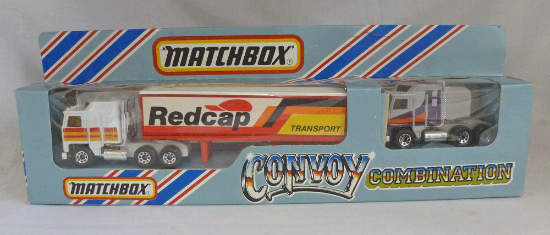 MATCHBOX®
Redcap
TRANSPORT
MATCHBOX
CONVOY COMBINATION